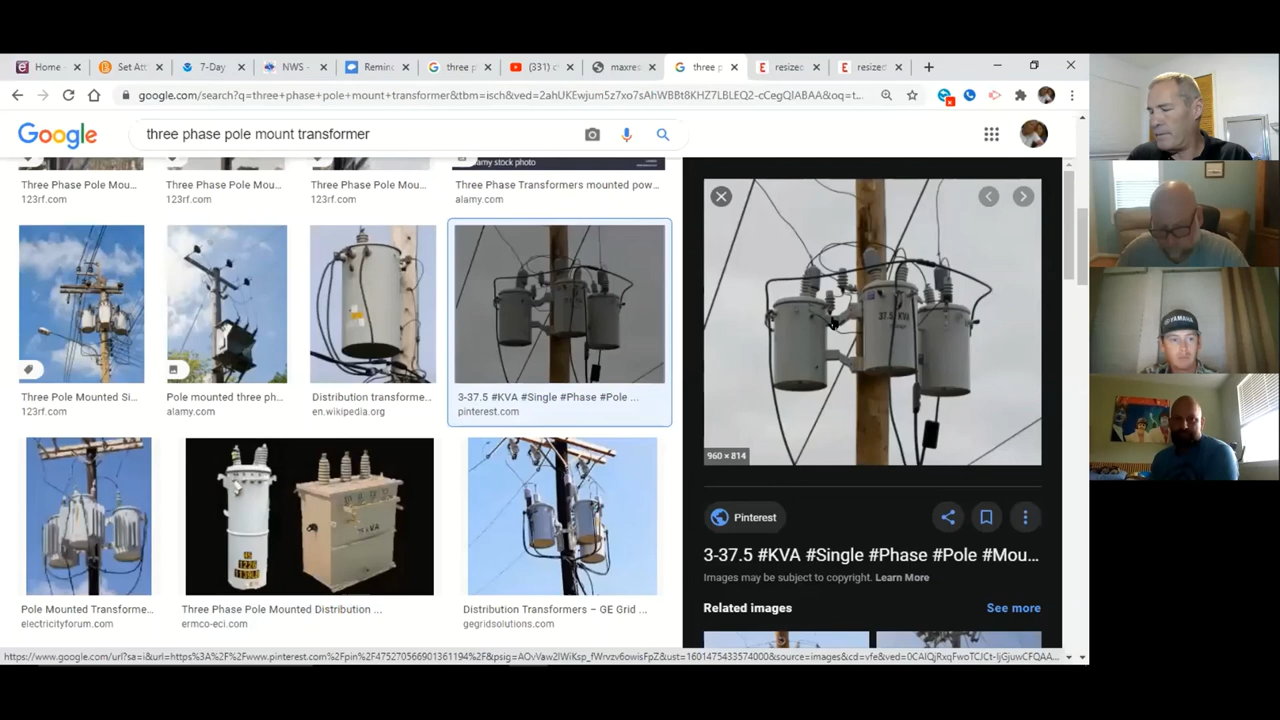 Home -
Set Att
7-Day
NWS -
Remin
three p
(331) c
maxres
three p
resized
resized
google.com/search?q=three+phase+pole+mount+transformer&tbm=isch&ved=2ahUKEwjum5z7xo7sAhWBBt8KHZ7LBLEQ2-cCegQIABAA&oq=t...
Google
three phase pole mount transformer
alamy stock photo
Three Phase Pole Mou...
123rf.com
Three Phase Pole Mou...
123rf.com
Three Phase Pole Mou...
123rf.com
Three Phase Transformers mounted pow...
alamy.com
Three Pole Mounted Si...
123rf.com
Pole mounted three ph...
alamy.com
Distribution transforme...
en.wikipedia.org
3-37.5 #KVA #Single #Phase #Pole ...
pinterest.com
37.5 KVA
960 × 814
Pinterest
3-37.5 #KVA #Single #Phase #Pole #Mou...
Images may be subject to copyright. Learn More
Related images
See more
Pole Mounted Transforme...
electricityforum.com
Three Phase Pole Mounted Distribution ...
ermco-eci.com
Distribution Transformers – GE Grid ...
gegridsolutions.com
YAMAHA